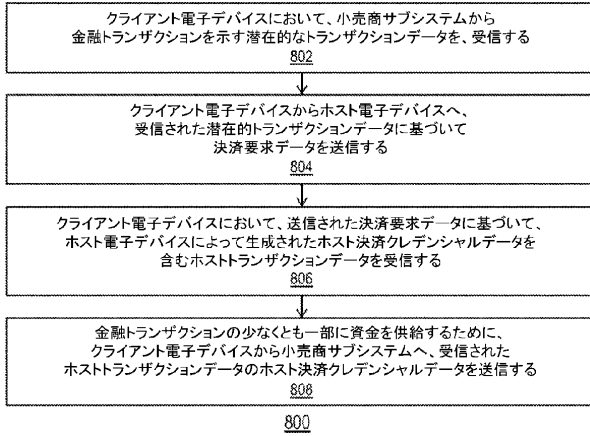 クライアント電子デバイスにおいて、小売商サブシステムから
金融トランザクションを示す潜在的なトランザクションデータを、受信する
802
クライアント電子デバイスからホスト電子デバイスへ、
受信された潜在的トランザクションデータに基づいて
決済要求データを送信する
804
クライアント電子デバイスにおいて、送信された決済要求データに基づいて、
ホスト電子デバイスによって生成されたホスト決済クレデンシャルデータを
含むホストトランザクションデータを受信する
806
金融トランザクションの少なくとも一部に資金を供給するために、
クライアント電子デバイスから小売商サブシステムへ、受信された
ホストトランザクションデータのホスト決済クレデンシャルデータを送信する
808
800